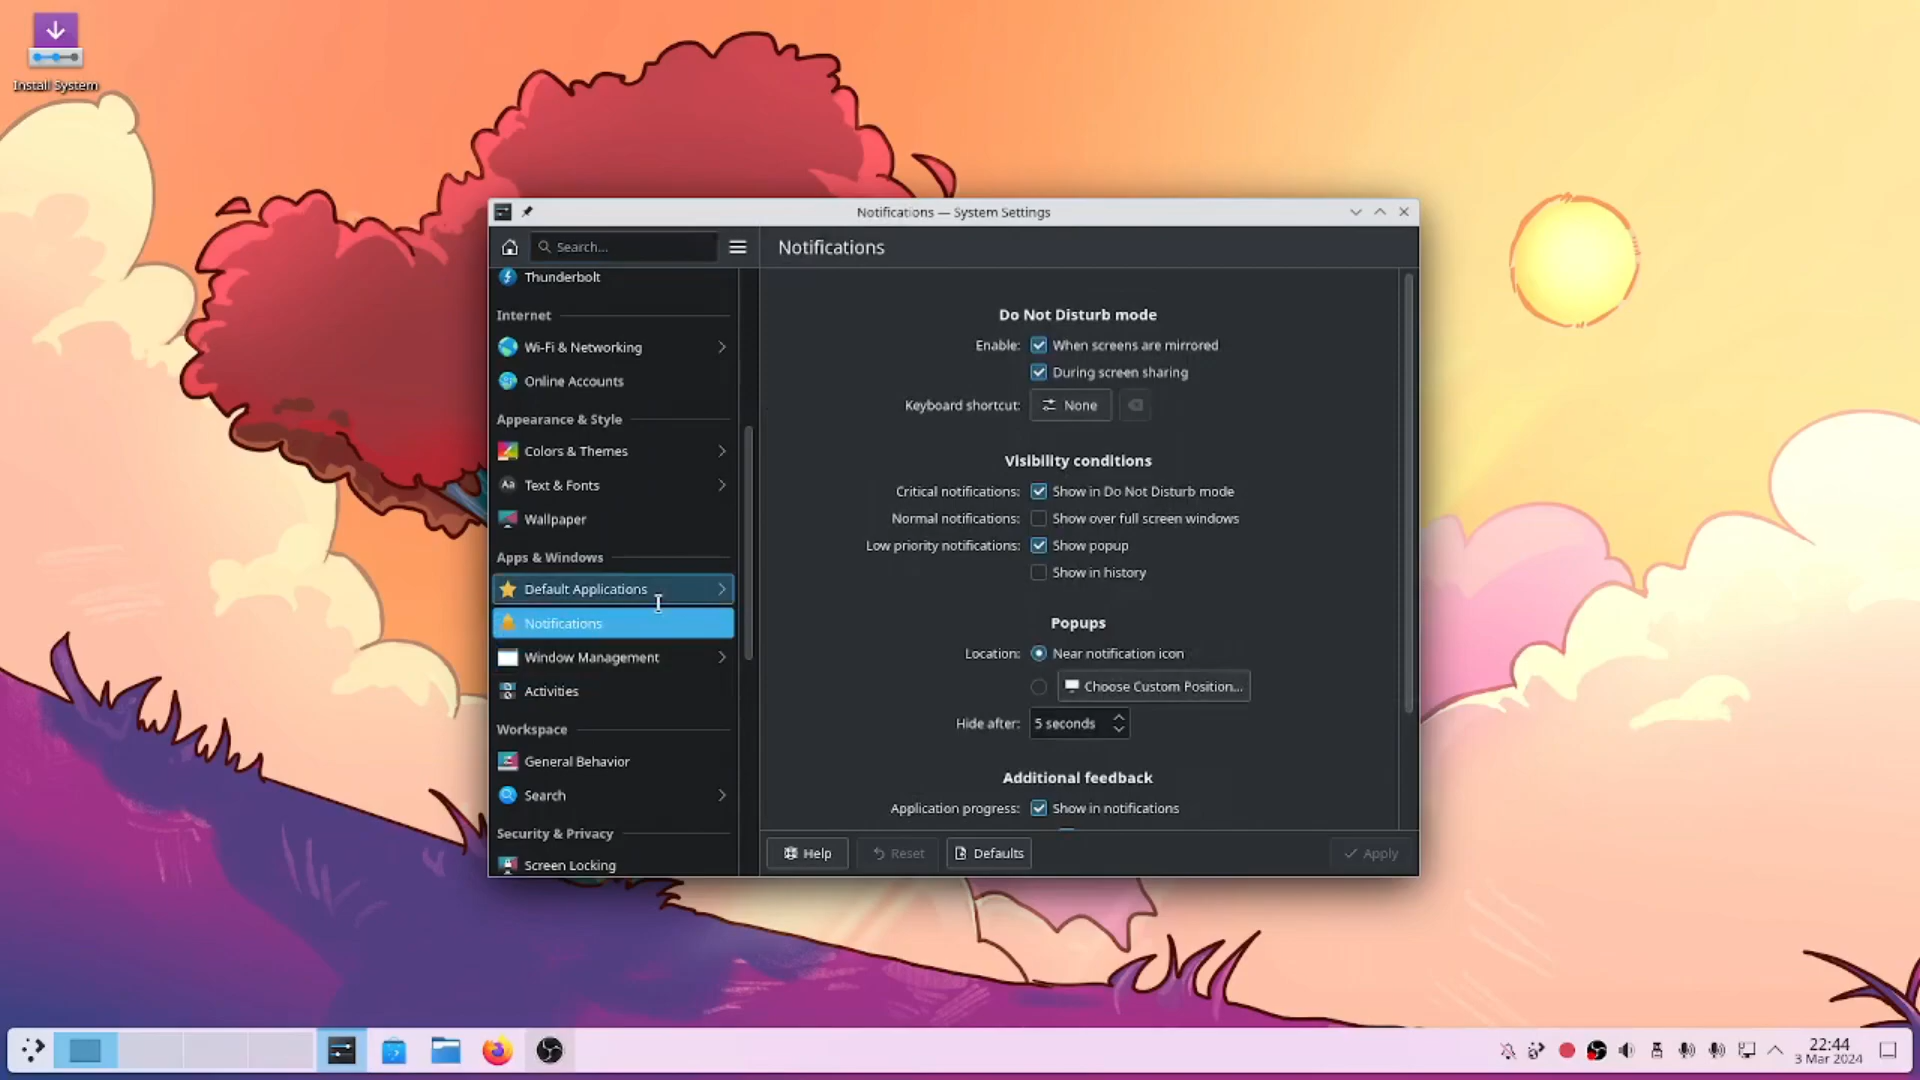 Install System
Notifications — System Settings
Search...
Notifications
Thunderbolt
Internet
Wi-Fi & Networking
Online Accounts
Appearance & Style
Colors & Themes
Aa Text & Fonts
Wallpaper
Apps & Windows
Default Applications
Notifications
Window Management
Activities
Workspace
General Behavior
Search
Security & Privacy
Screen Locking
Do Not Disturb mode
Enable: When screens are mirrored
During screen sharing
Keyboard shortcut: None
Visibility conditions
Critical notifications: Show in Do Not Disturb mode
Normal notifications: Show over full screen windows
Low priority notifications: Show popup
Show in history
Popups
Location: Near notification icon
Choose Custom Position...
Hide after: 5 seconds
Additional feedback
Application progress: Show in notifications
Help
Reset
Defaults
Apply
22:44
3 Mar 2024